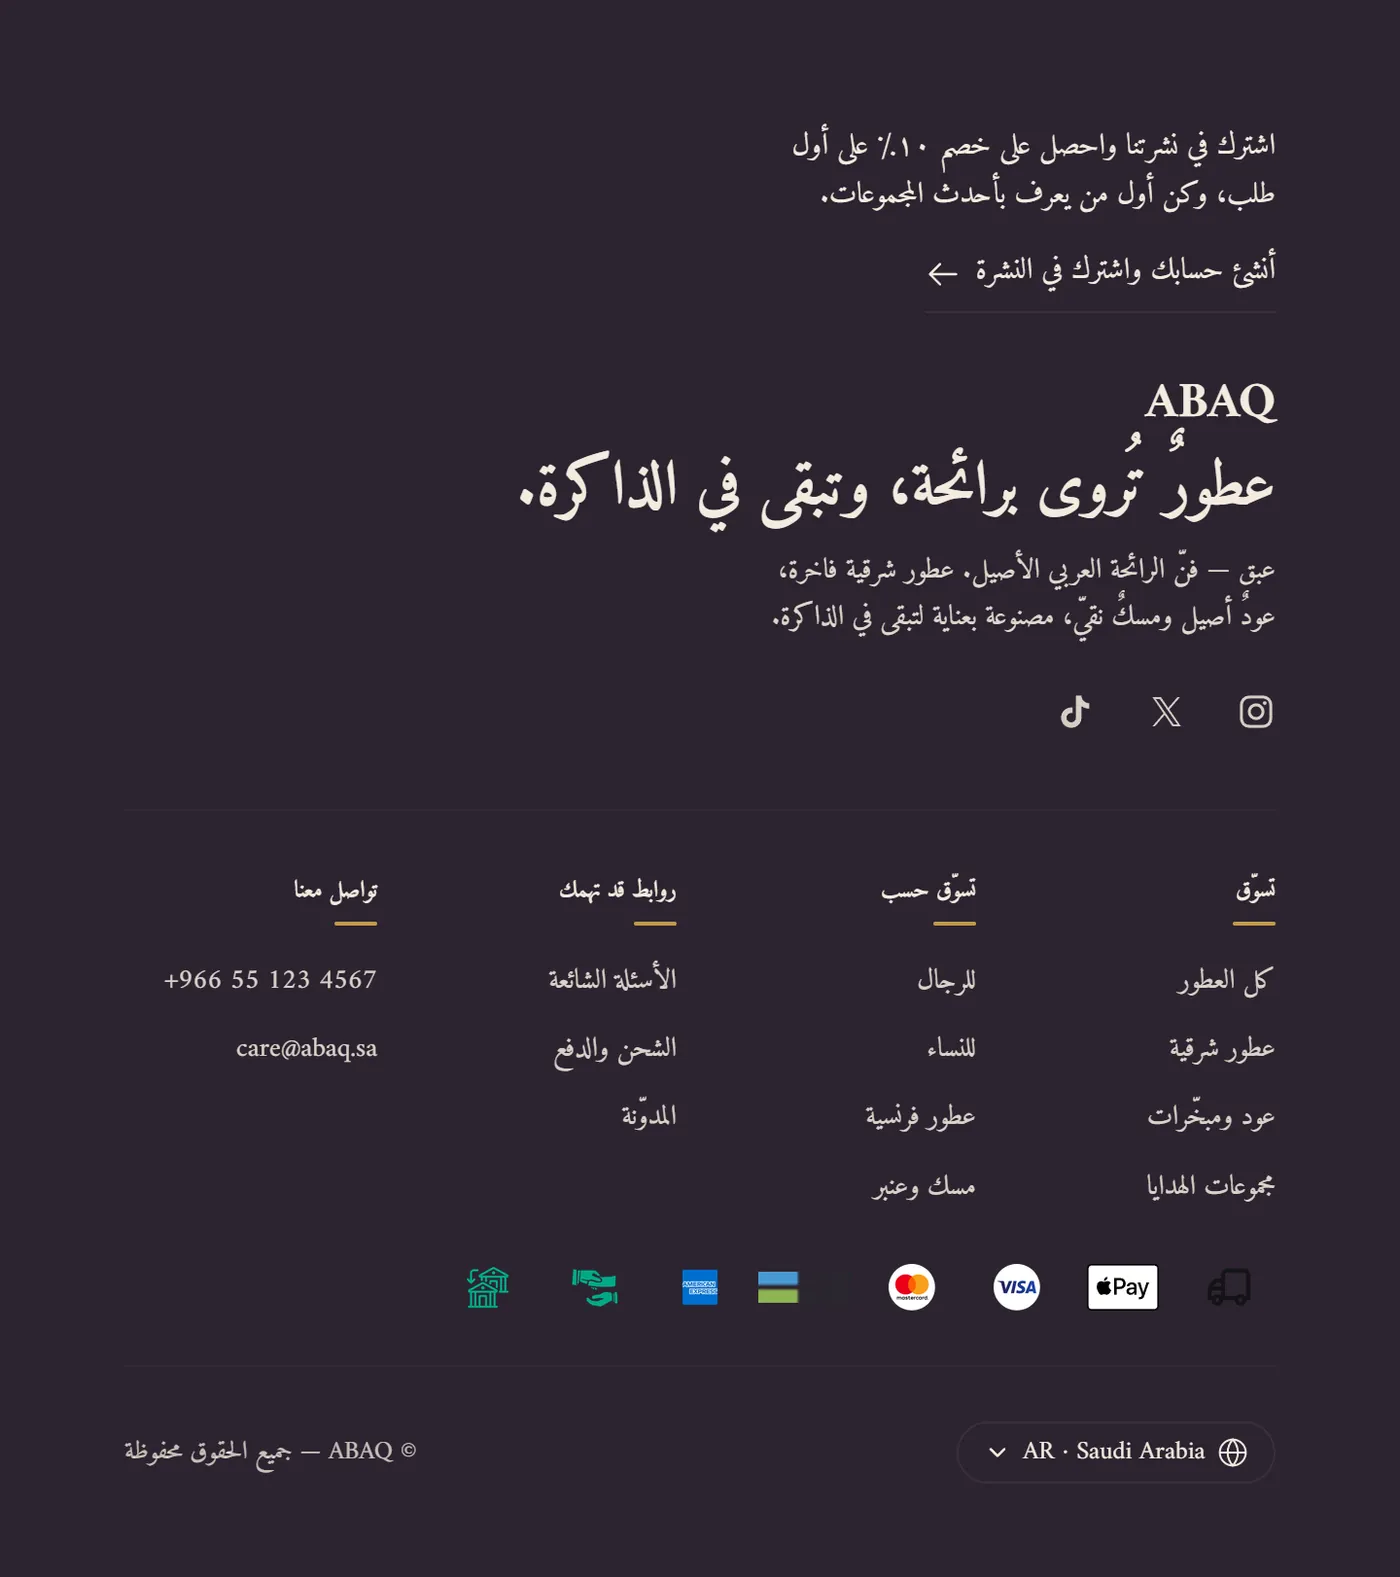 اشترك في نشرتنا واحصل على خصم ١٠٪ على أول
طلب، وكن أول من يعرف بأحدث المجموعات.
أنشئ حسابك واشترك في النشرة ←
ABAQ
عطورٌ تُروى برائحة، وتبقى في الذاكرة.
عبق — فنّ الرائحة العربي الأصيل. عطور شرقية فاخرة،
عودٌ أصيل ومسكٌ نقيّ، مصنوعة بعناية لتبقى في الذاكرة.
تسوّق
كل العطور
عطور شرقية
عود ومبخّرات
مجموعات الهدايا
تسوّق حسب
للرجال
للنساء
عطور فرنسية
مسك وعنبر
روابط قد تهمك
الأسئلة الشائعة
الشحن والدفع
المدوّنة
تواصل معنا
+966 55 123 4567
care@abaq.sa
Pay
VISA
mastercard
AMERICAN EXPRESS
AR · Saudi Arabia
© ABAQ — جميع الحقوق محفوظة